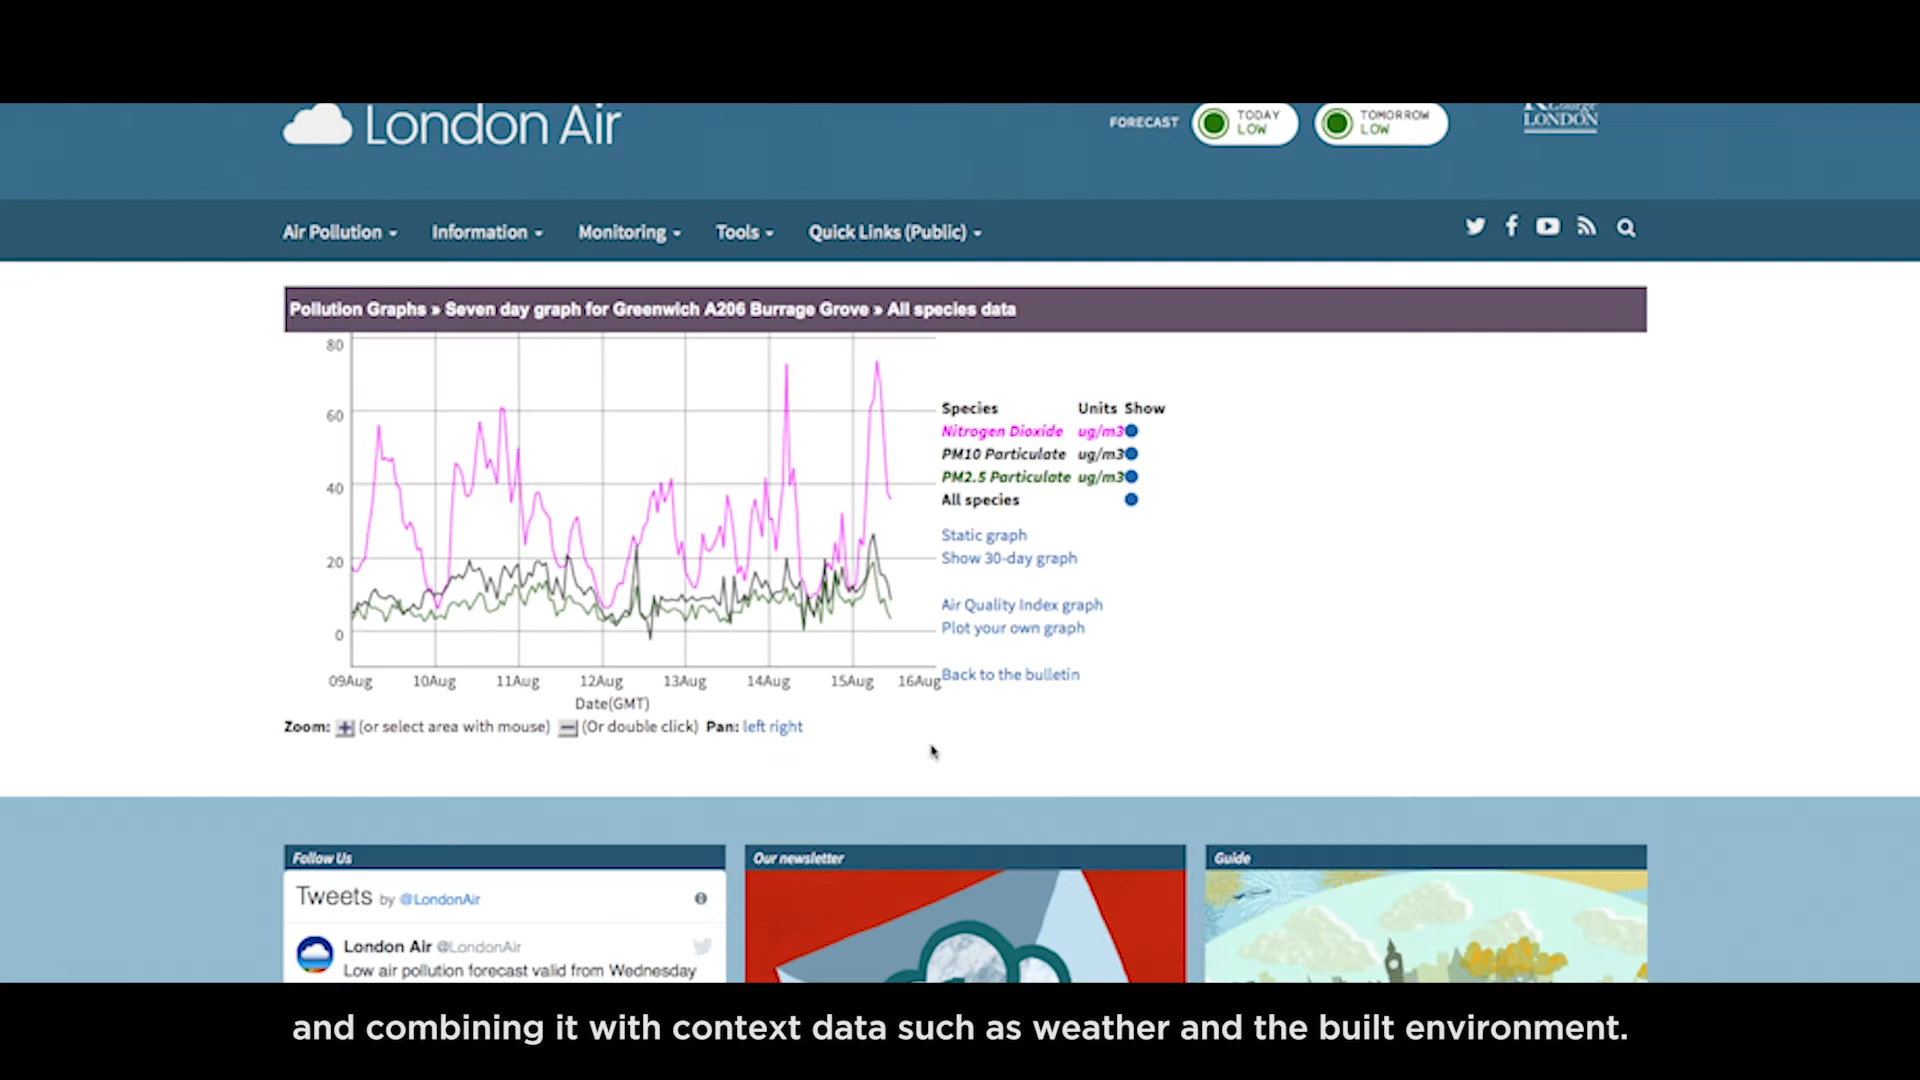 London Air
FORECAST
TODAY
LOW
TOMORROW
LOW
LONDON
Air Pollution
Information
Monitoring
Tools
Quick Links (Public)
Pollution Graphs » Seven day graph for Greenwich A206 Burrage Grove » All species data
80
60
40
20
0
09Aug 10Aug 11Aug 12Aug 13Aug 14Aug 15Aug 16Aug
Date(GMT)
Zoom: (or select area with mouse) (Or double click) Pan: left right
Species Units Show
Nitrogen Dioxide ug/m3
PM10 Particulate ug/m3
PM2.5 Particulate ug/m3
All species
Static graph
Show 30-day graph
Air Quality Index graph
Plot your own graph
Back to the bulletin
Follow Us
Tweets by @LondonAir
London Air @LondonAir
Low air pollution forecast valid from Wednesday
Our newsletter
Guide
and combining it with context data such as weather and the built environment.